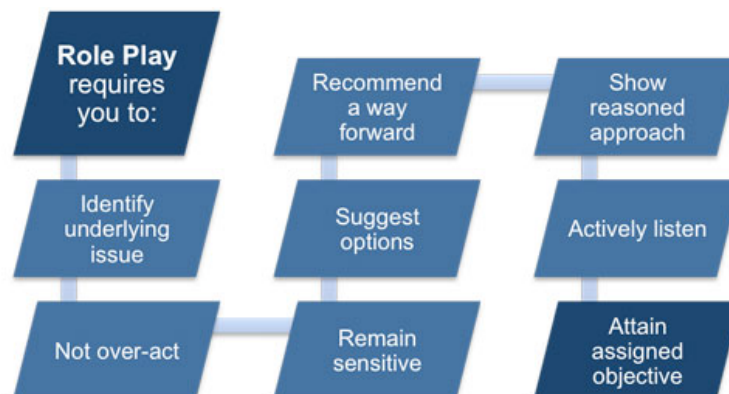 Role Play
requires
you to:
Identify
underlying
issue
Not over-act
Remain
sensitive
Suggest
options
Recommend
a way
forward
Show
reasoned
approach
Actively listen
Attain
assigned
objective